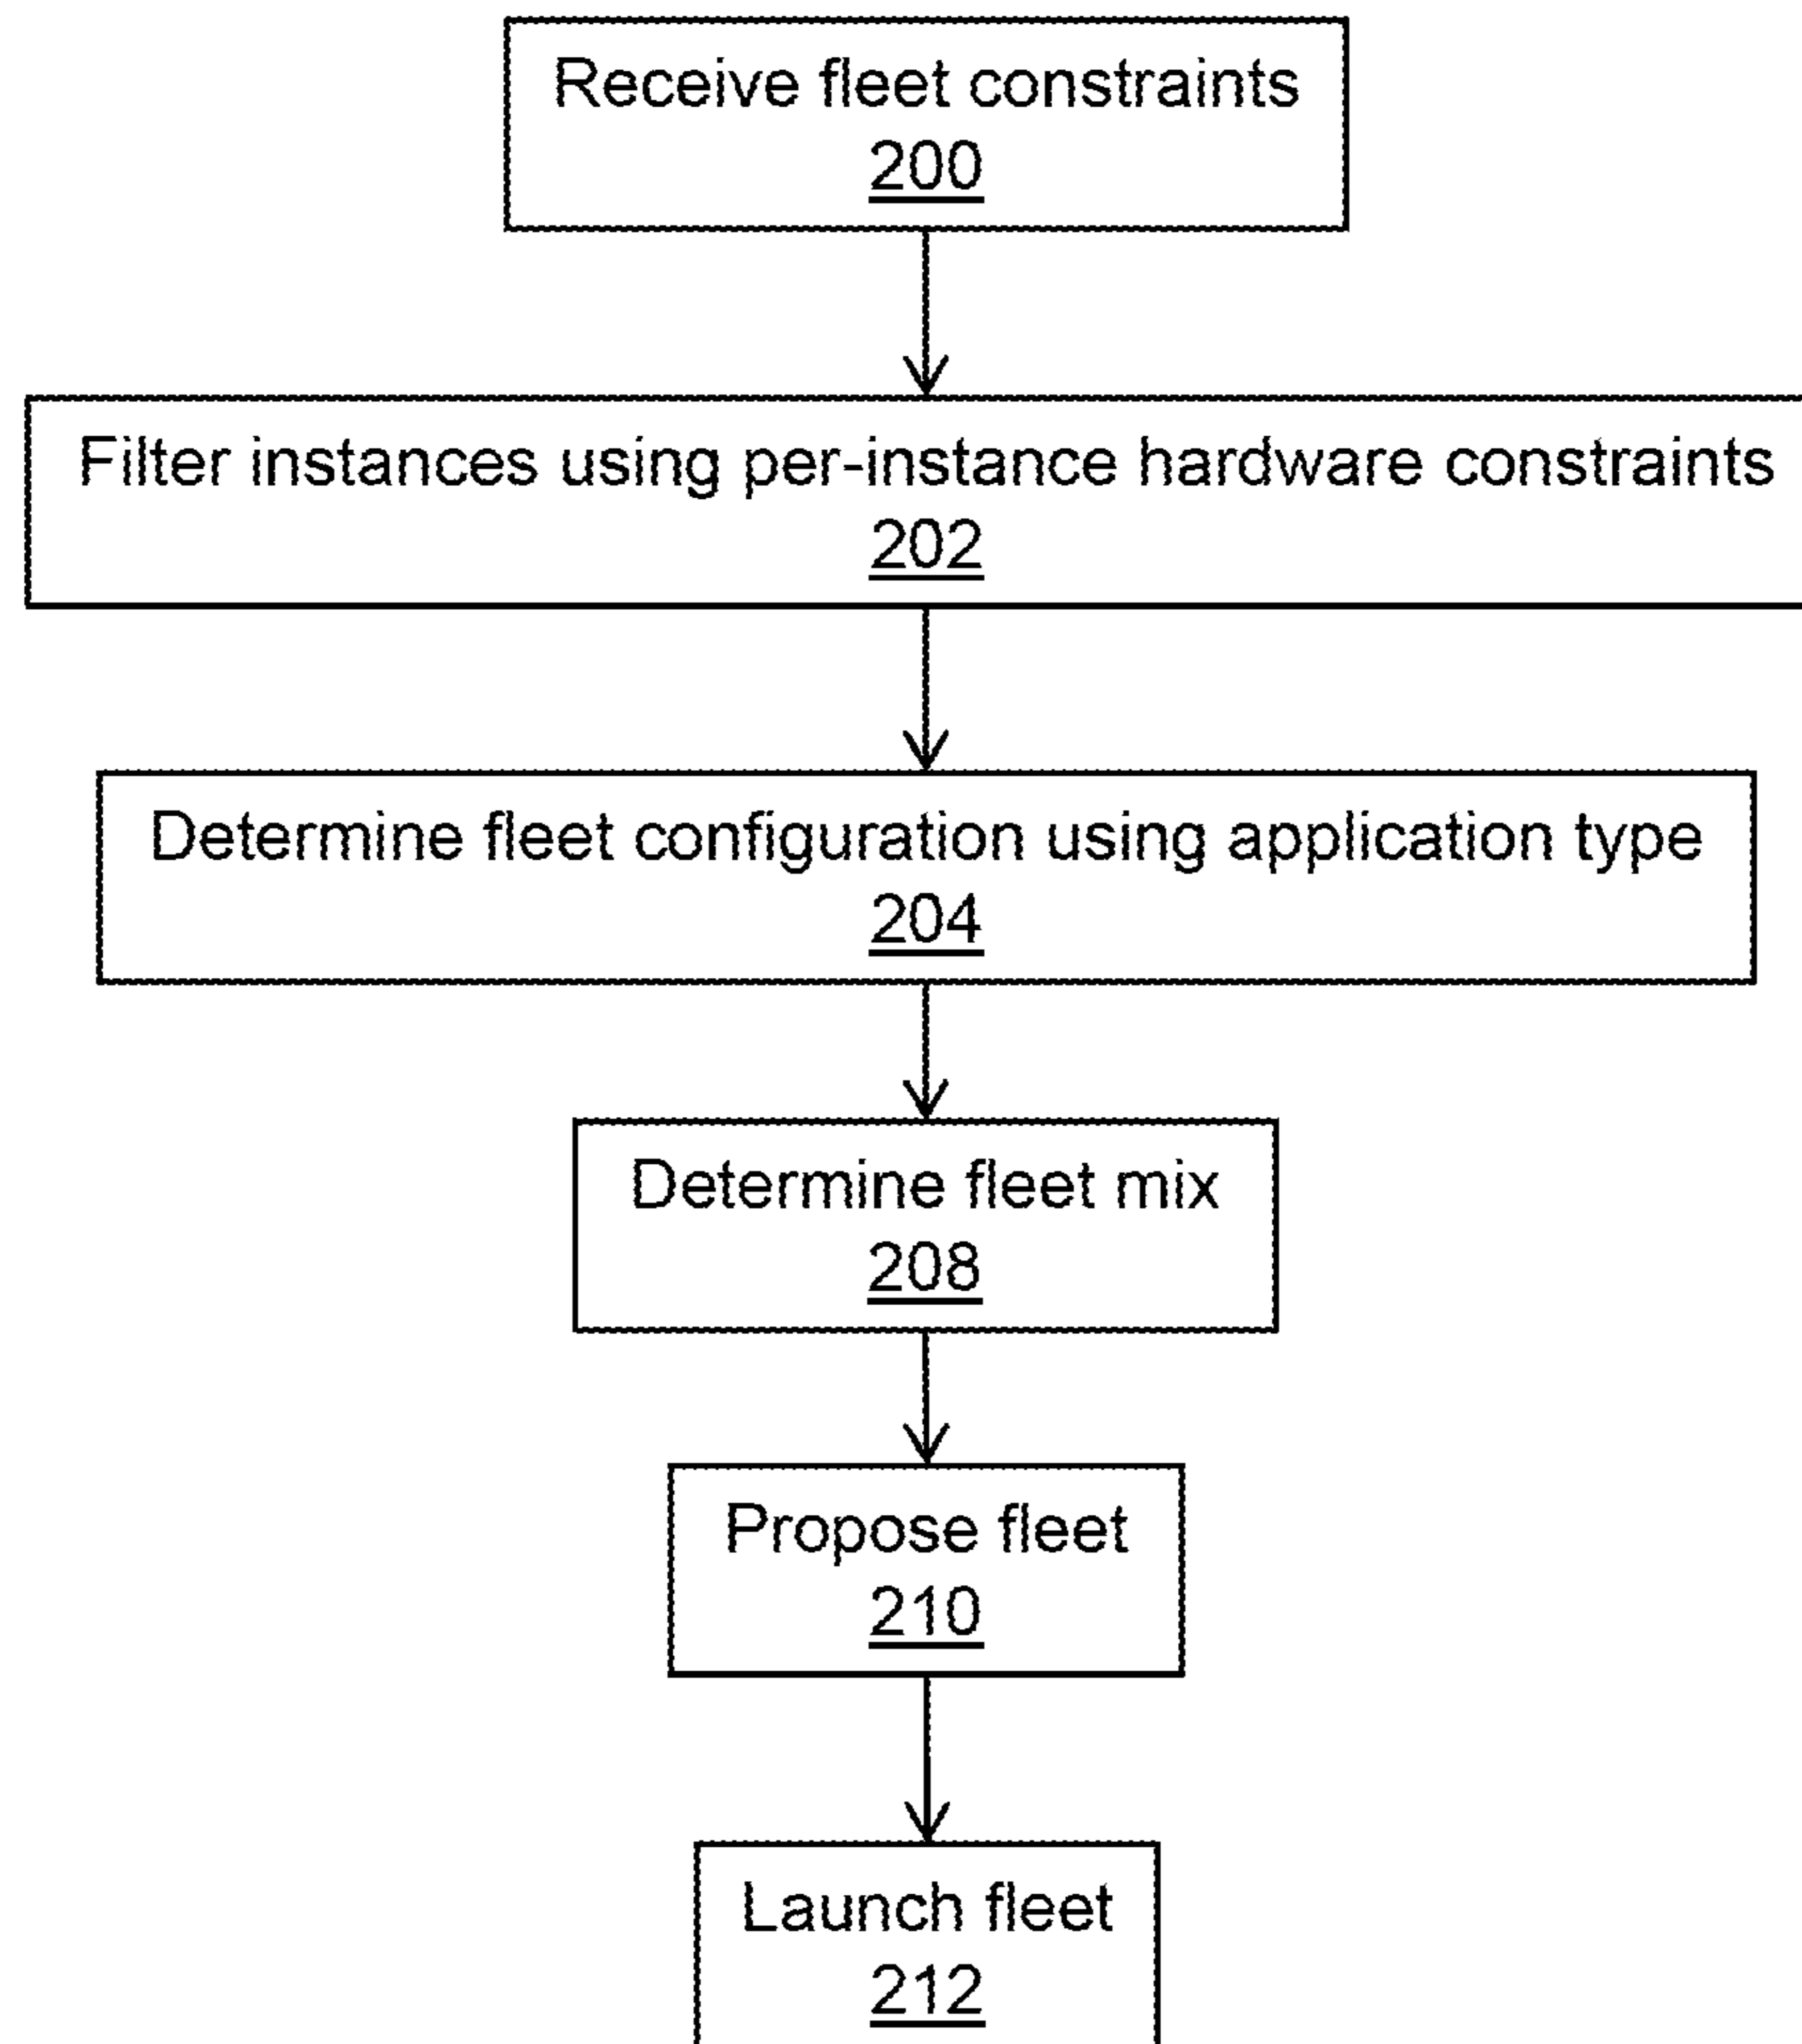 Receive fleet constraints
200
Filter instances using per-instance hardware constraints
202
Determine fleet configuration using application type
204
Determine fleet mix
208
Propose fleet
210
Launch fleet
212